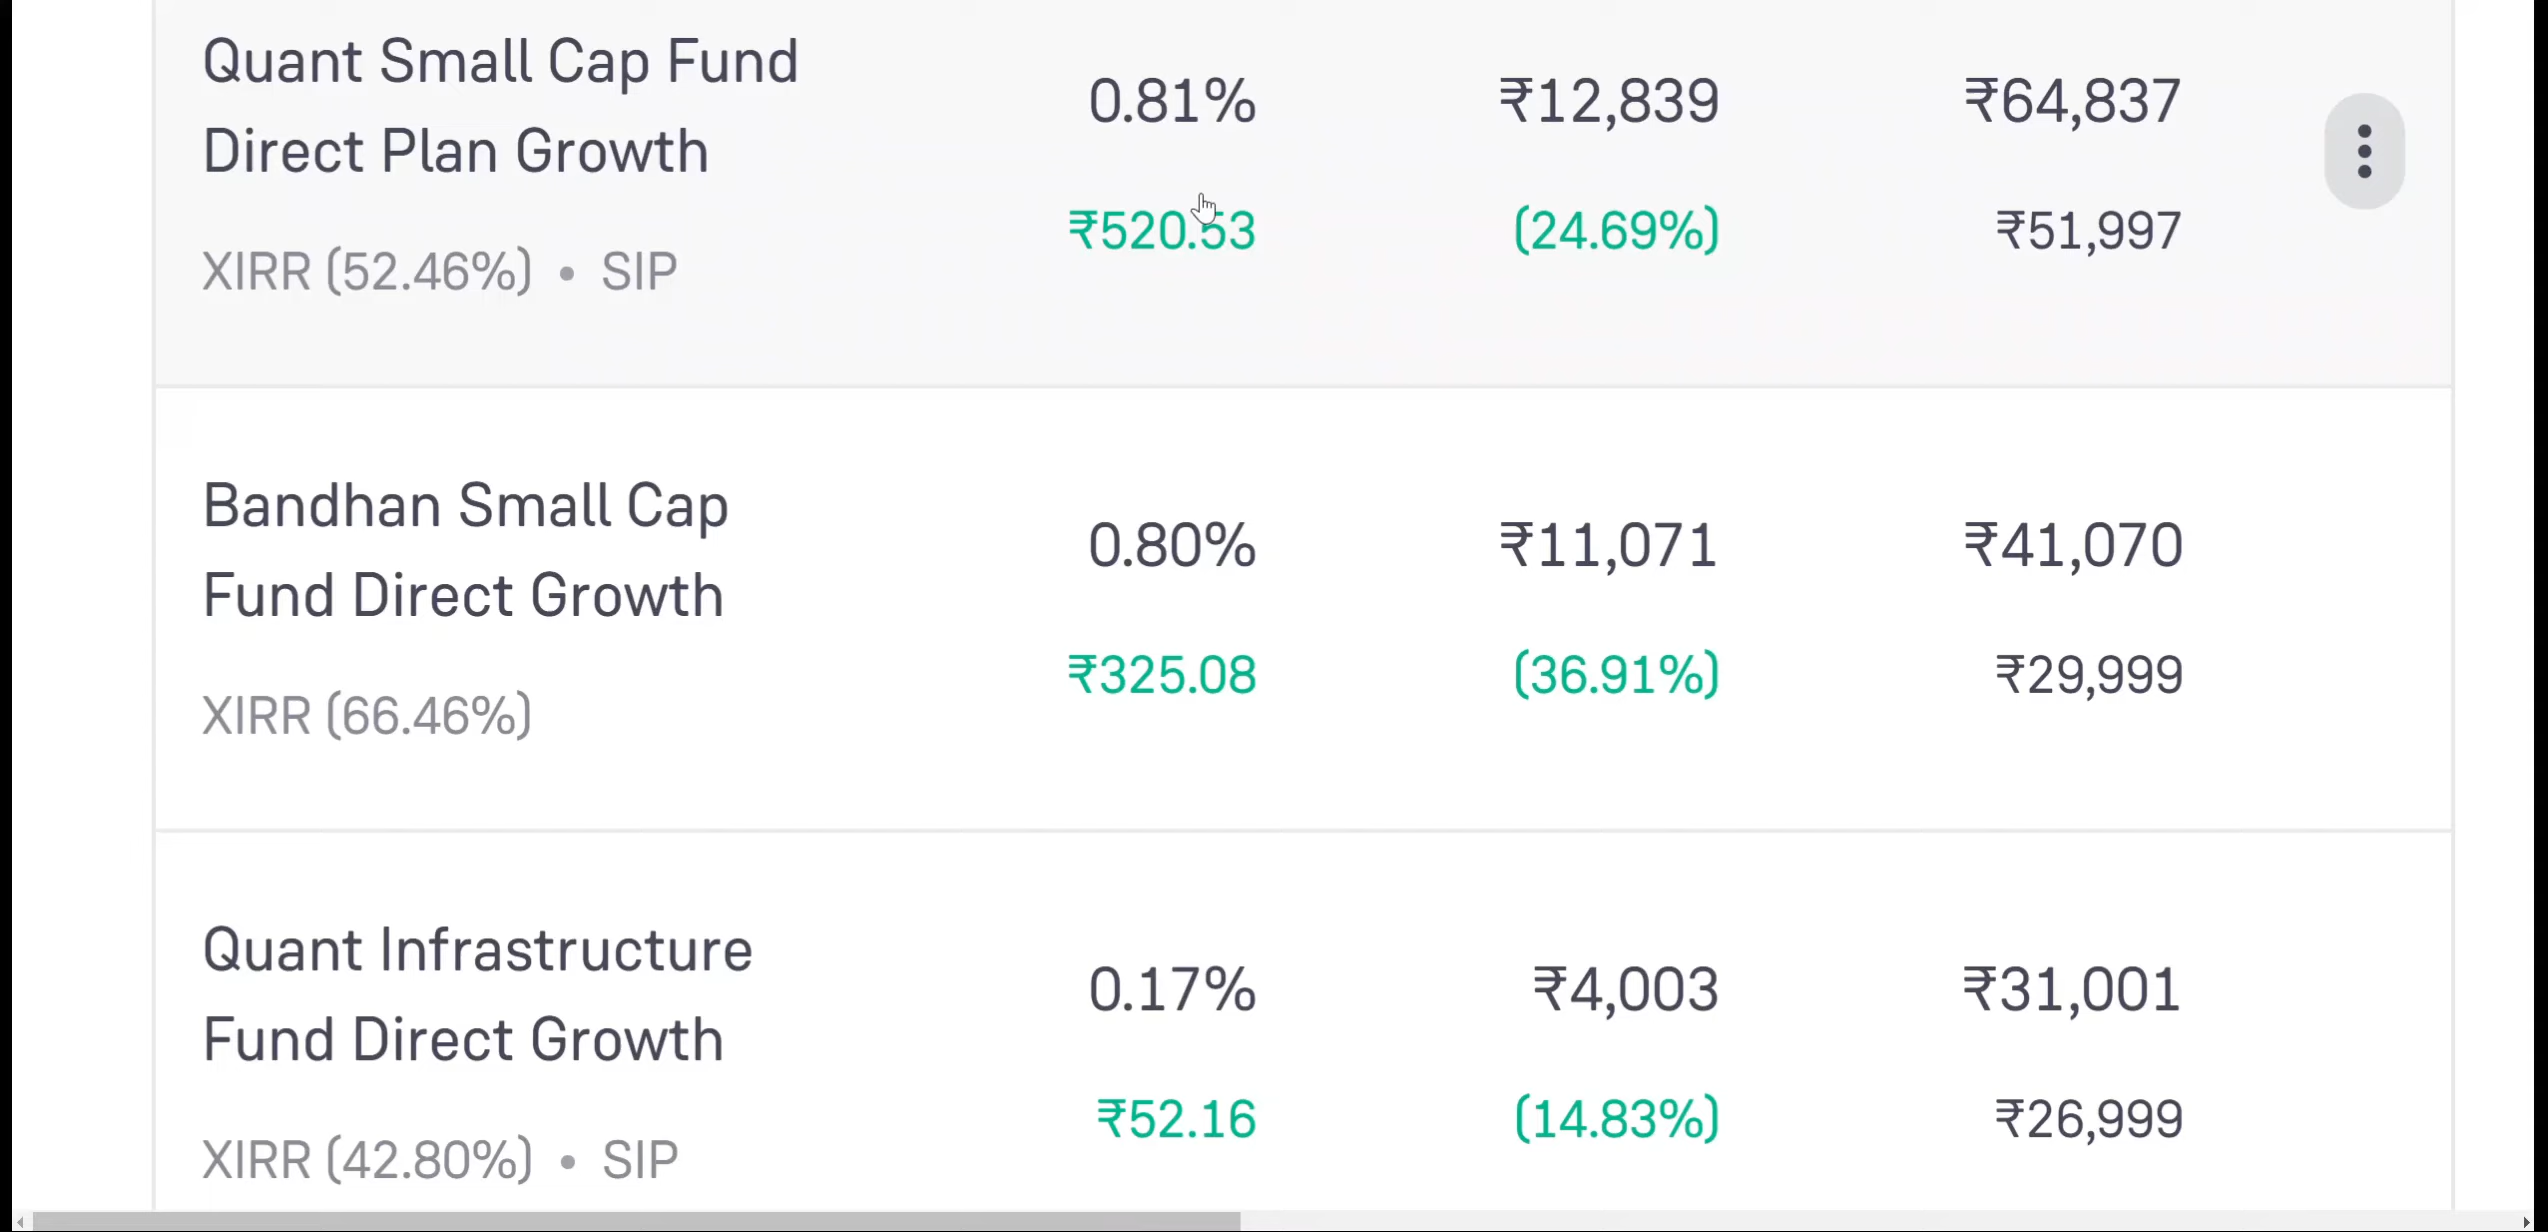 Quant Small Cap Fund
Direct Plan Growth
0.81% ₹12,839 ₹64,837
₹520.53 (24.69%) ₹51,997
XIRR (52.46%) • SIP
Bandhan Small Cap
Fund Direct Growth
0.80% ₹11,071 ₹41,070
₹325.08 (36.91%) ₹29,999
XIRR (66.46%)
Quant Infrastructure
Fund Direct Growth
0.17% ₹4,003 ₹31,001
₹52.16 (14.83%) ₹26,999
XIRR (42.80%) • SIP